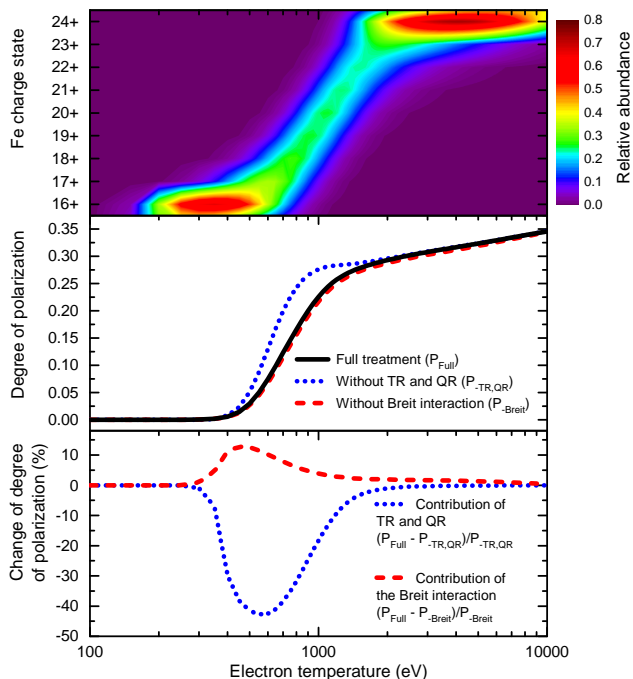 Fe charge state
24+
23+
22+
21+
20+
19+
18+
17+
16+
0.8
0.7
0.6
0.5
0.4
0.3
0.2
0.1
0.0
Relative abundance
Degree of polarization
0.35
0.30
0.25
0.20
0.15
0.10
0.05
0.00
Full treatment (P_Full)
Without TR and QR (P_-TR,QR)
Without Breit interaction (P_-Breit)
Change of degree
of polarization (%)
10
0
-10
-20
-30
-40
-50
Contribution of
TR and QR
(P_Full - P_-TR,QR)/P_-TR,QR
Contribution of
the Breit interaction
(P_Full - P_-Breit)/P_-Breit
100
1000
10000
Electron temperature (eV)